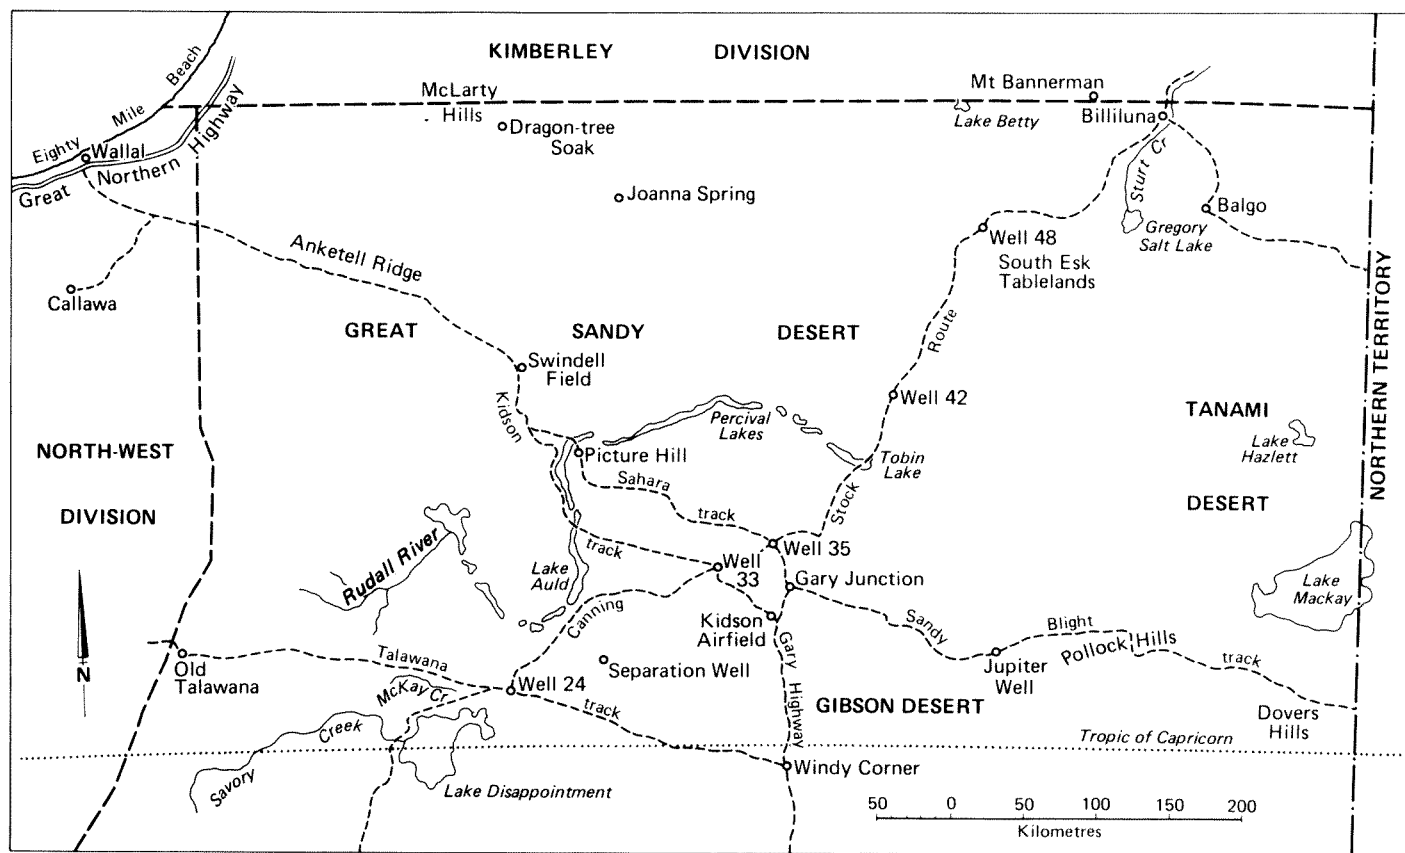 KIMBERLEY DIVISION
Eighty Mile Beach
McLarty
Hills
Mt Bannerman
Lake Betty
Billiluna
Dragon-tree
Soak
Wallal
Great Northern Highway
Sturt Cr
Joanna Spring
Balgo
Well 48
Gregory
Salt Lake
South Esk
Tablelands
Anketell Ridge
Callawa
GREAT SANDY DESERT
Route
NORTHERN TERRITORY
Swindell
Field
Kidson
Well 42
Percival
Lakes
TANAMI
Lake
Hazlett
NORTH-WEST
Picture Hill
Tobin
Lake
Sahara
Stock
DESERT
DIVISION
track
Rudall River
track
Well 35
Lake
Auld
Well
33
Gary Junction
Lake
Mackay
Canning
Kidson
Airfield
Sandy
Blight
Pollock Hills
N
Old
Talawana
Talawana
Separation Well
Gary
Highway
Jupiter
Well
track
McKay Cr
Well 24
track
GIBSON DESERT
Dovers
Hills
Savory Creek
Tropic of Capricorn
Windy Corner
Lake Disappointment
50 0 50 100 150 200
Kilometres